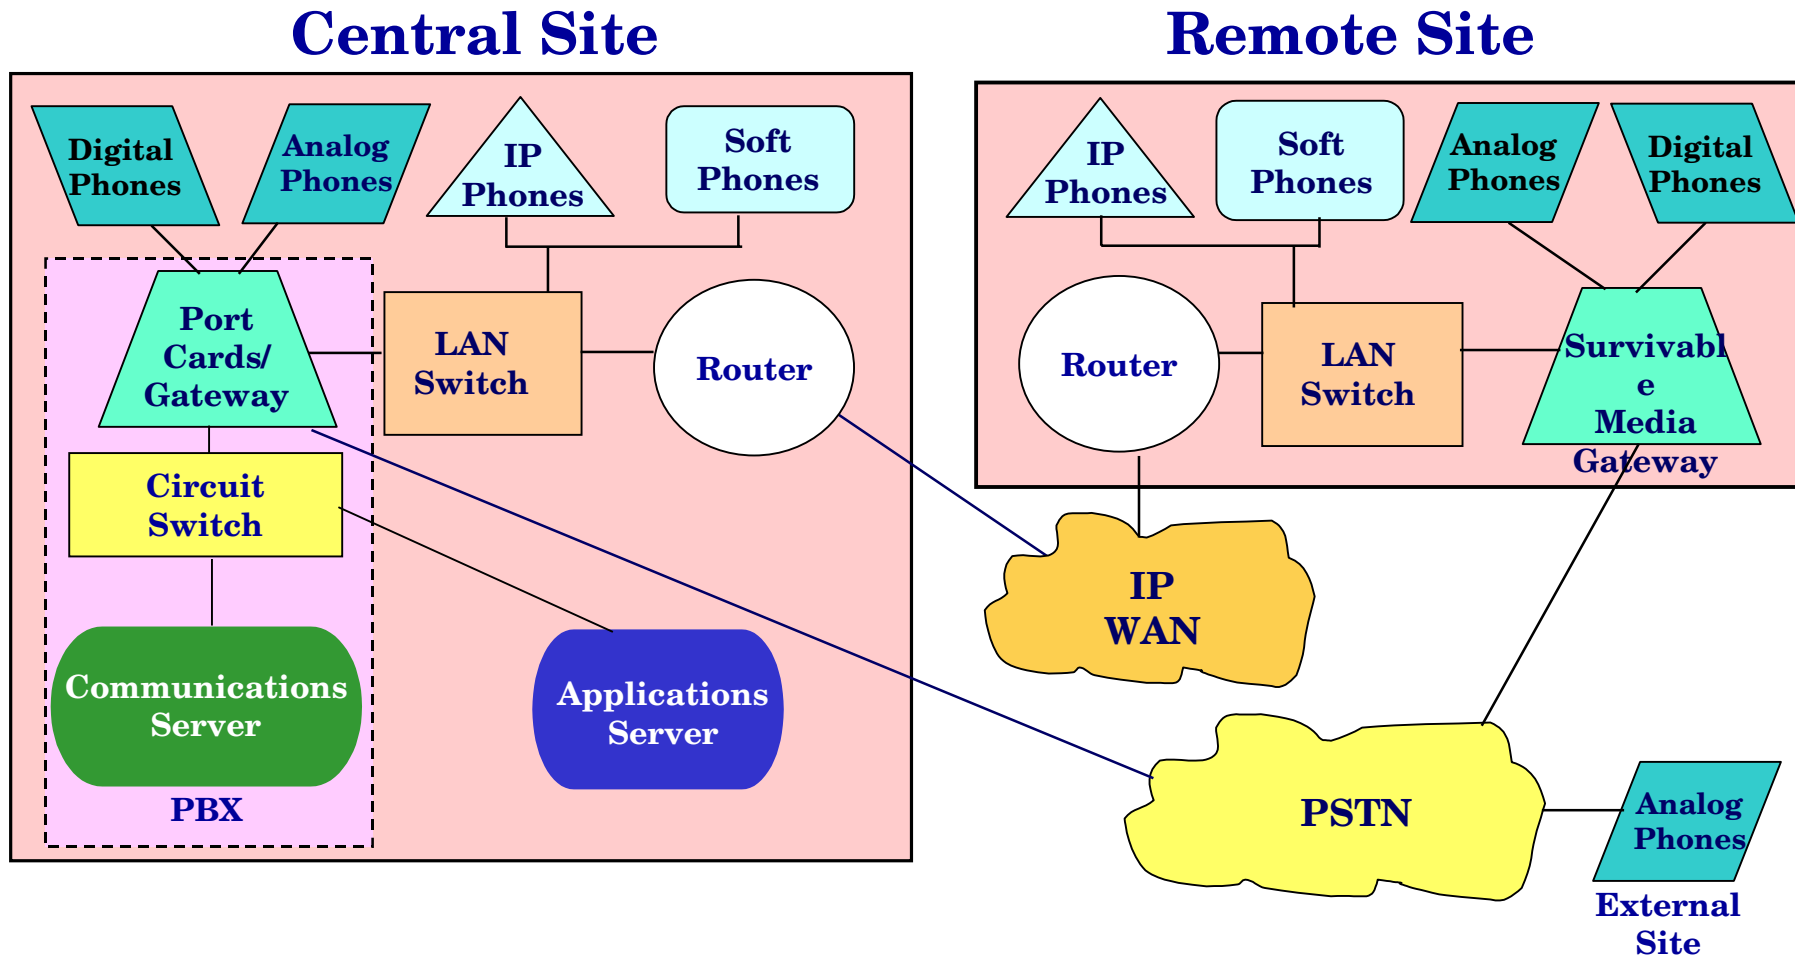 Central Site
Digital
Phones
Analog
Phones
IP
Phones
Soft
Phones
Port
Cards/
Gateway
LAN
Switch
Router
Circuit
Switch
Communications
Server
Applications
Server
PBX
Remote Site
IP
Phones
Soft
Phones
Analog
Phones
Digital
Phones
Router
LAN
Switch
Survivabl
e
Media
Gateway
IP
WAN
PSTN
Analog
Phones
External
Site